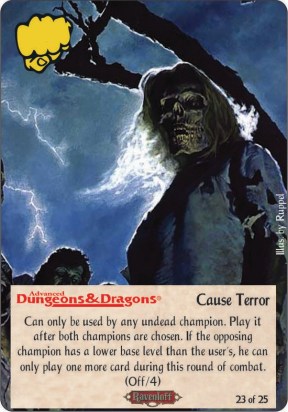 Illus by Ruppel
Advanced
Dungeons&Dragons®
Cause Terror
Can only be used by any undead champion. Play it
after both champions are chosen. If the opposing
champion has a lower base level than the user's, he can
only play one more card during this round of combat.
(Off/4)
Ravenloft
23 of 25